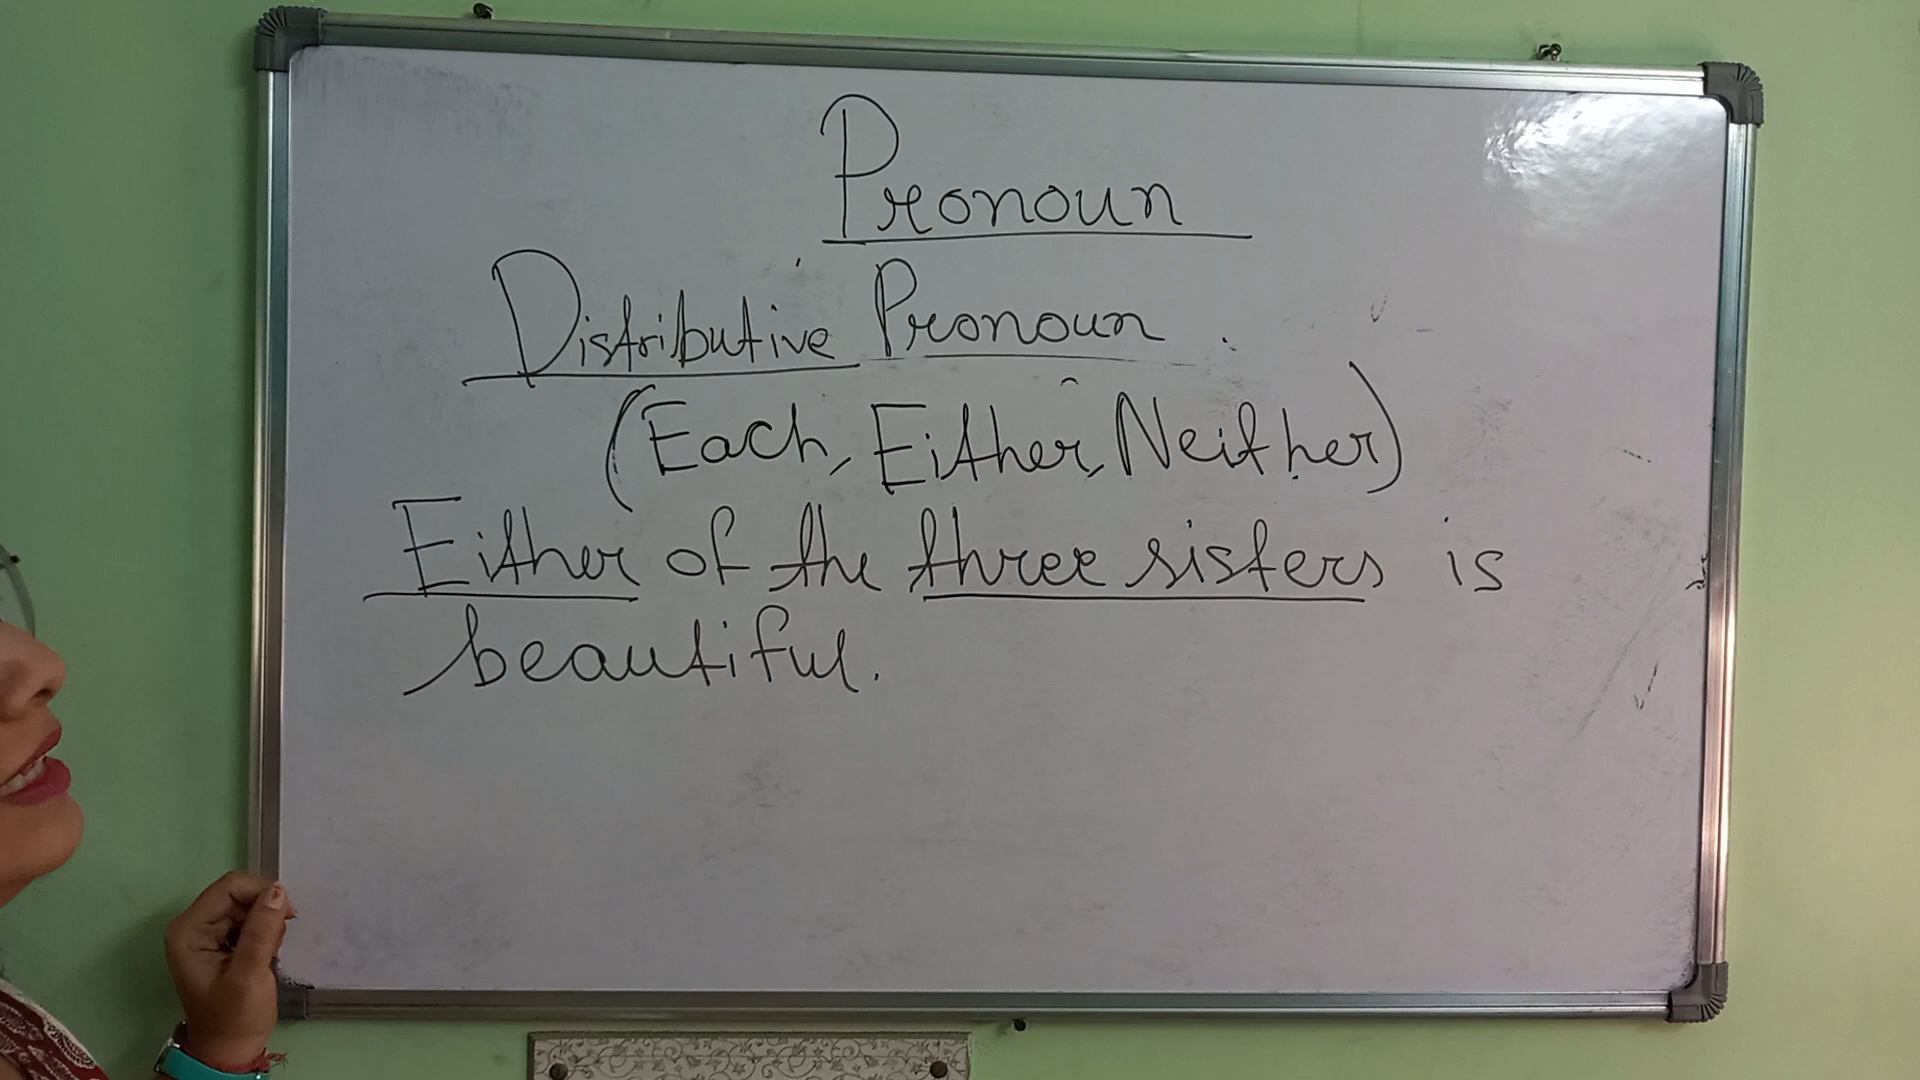 Pronoun
Distributive Pronoun.
(Each, Either, Neither)
Either of the three sisters is
beautiful.